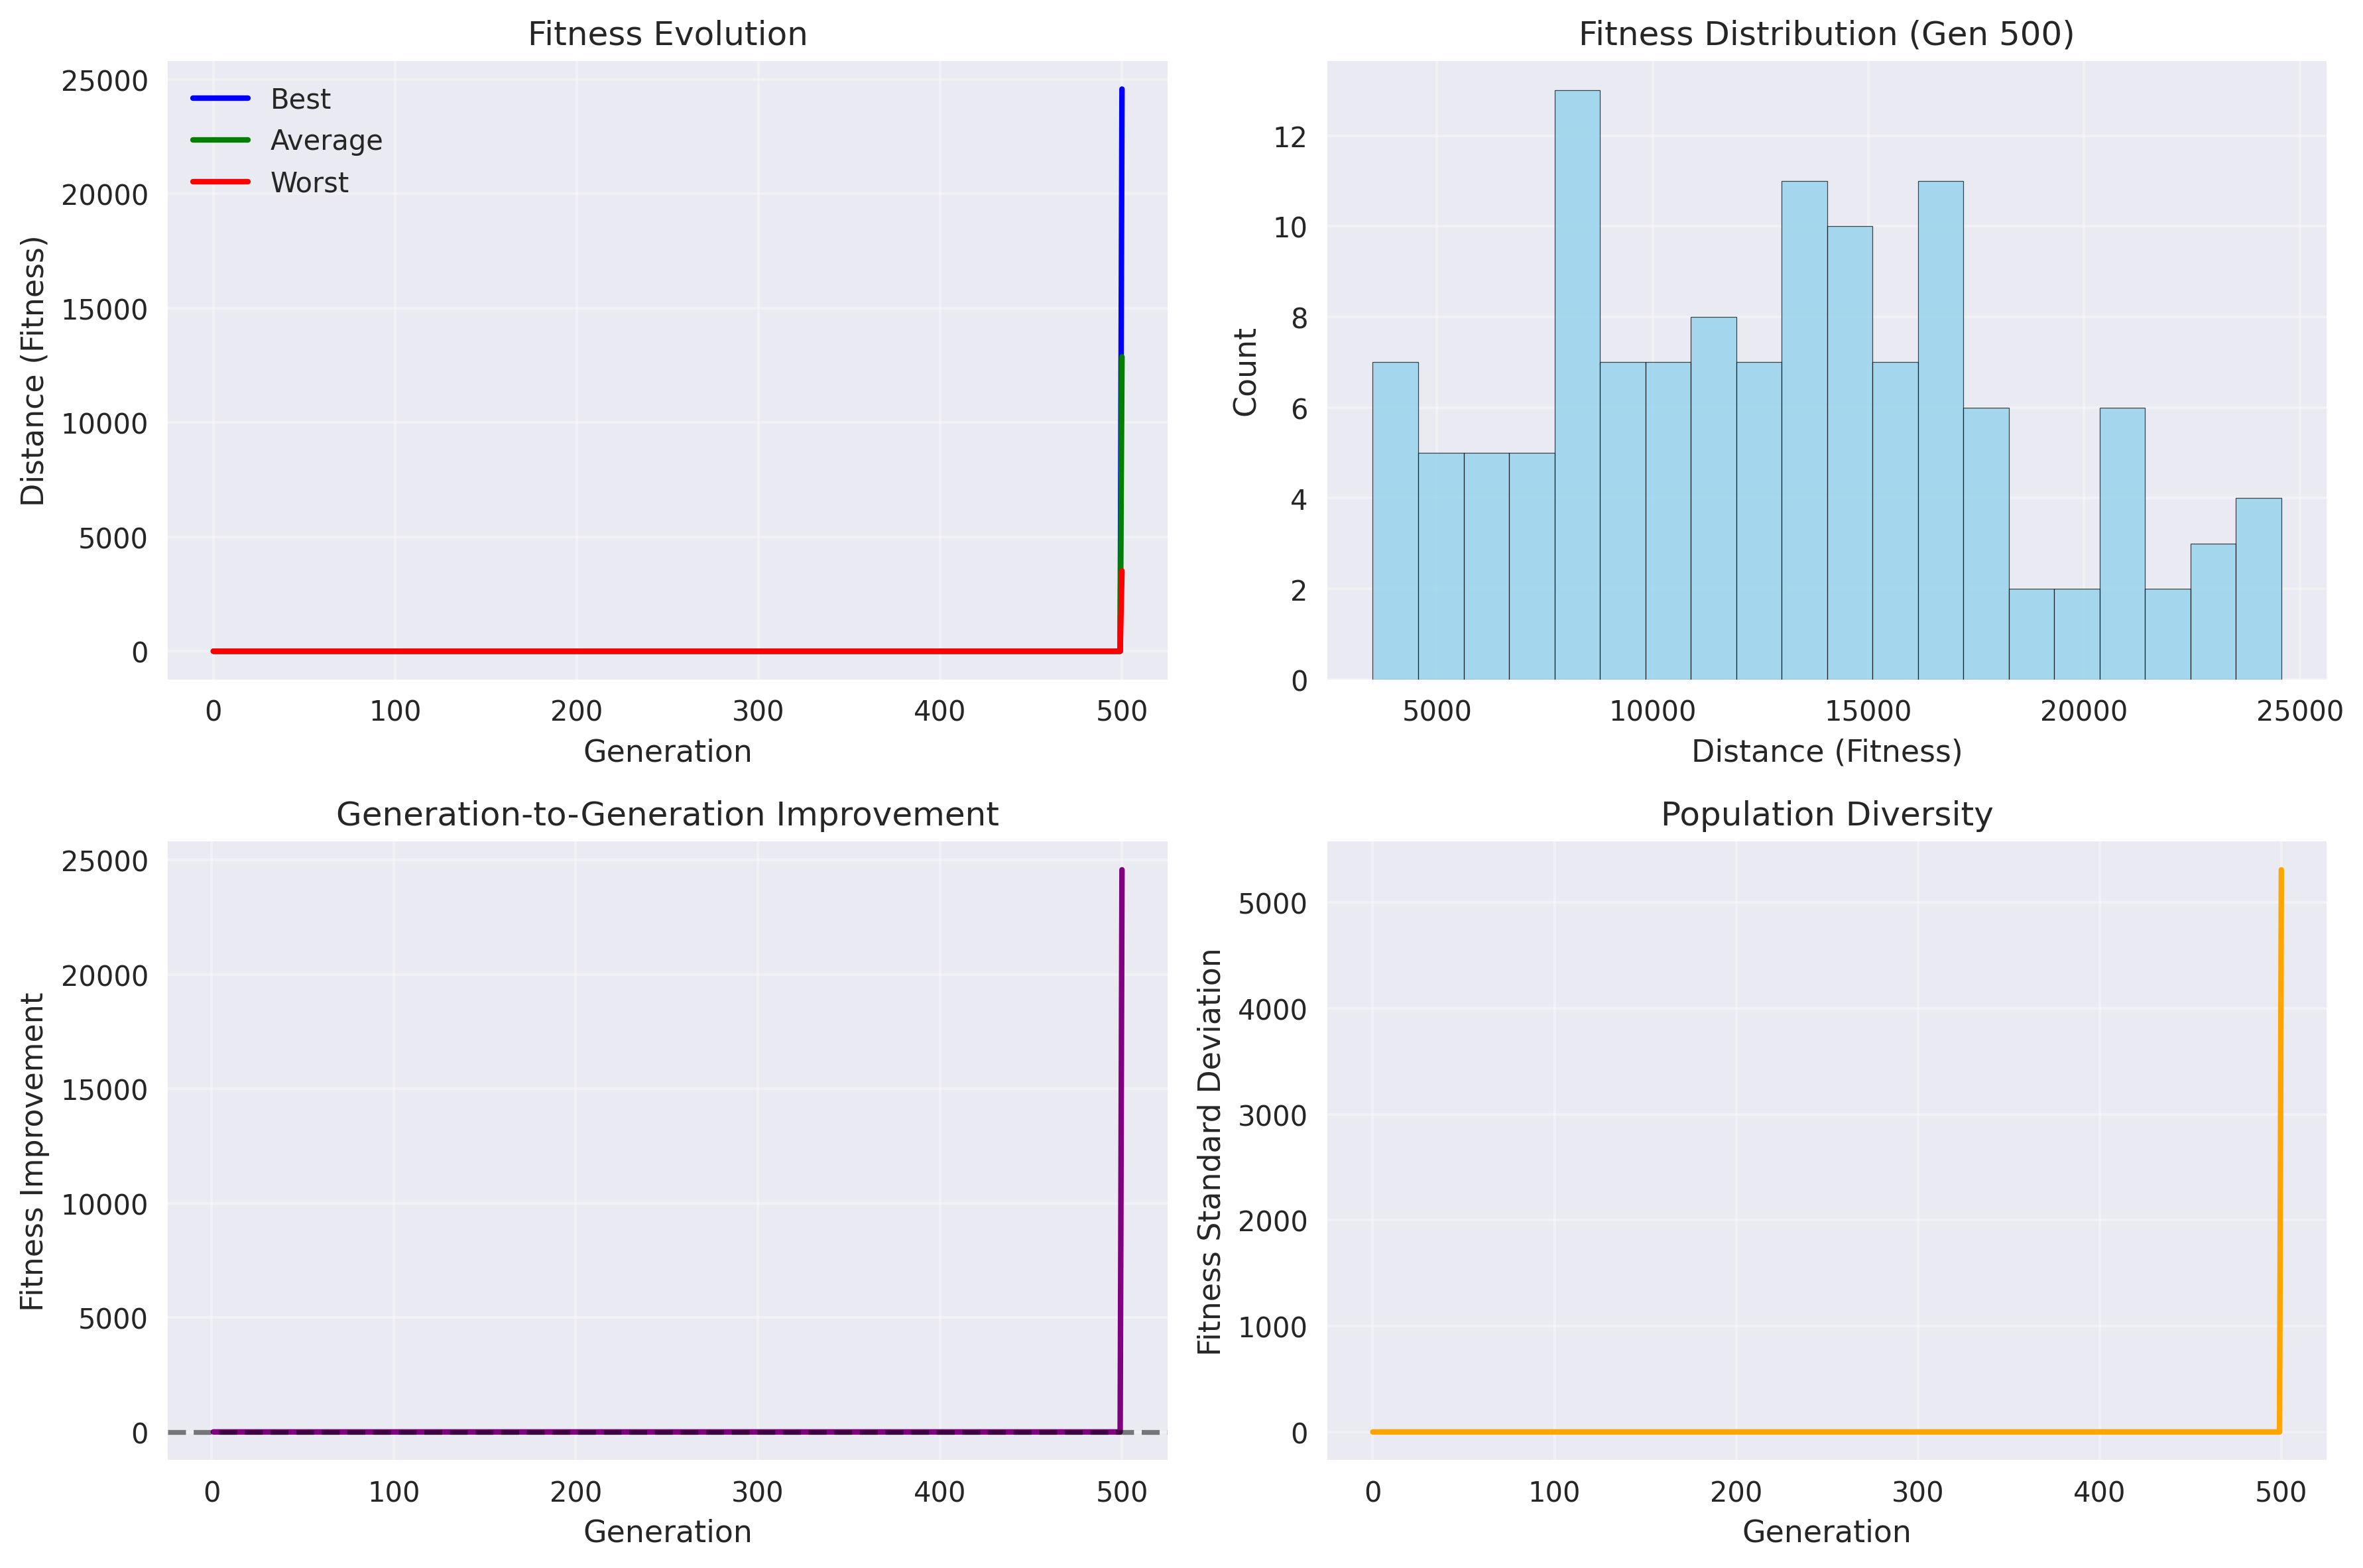 Fitness Evolution
Distance (Fitness)
25000
20000
15000
10000
5000
0
Best
Average
Worst
0 100 200 300 400 500
Generation
Fitness Distribution (Gen 500)
Count
12
10
8
6
4
2
0
5000 10000 15000 20000 25000
Distance (Fitness)
Generation-to-Generation Improvement
Fitness Improvement
25000
20000
15000
10000
5000
0
0 100 200 300 400 500
Generation
Population Diversity
Fitness Standard Deviation
5000
4000
3000
2000
1000
0
0 100 200 300 400 500
Generation